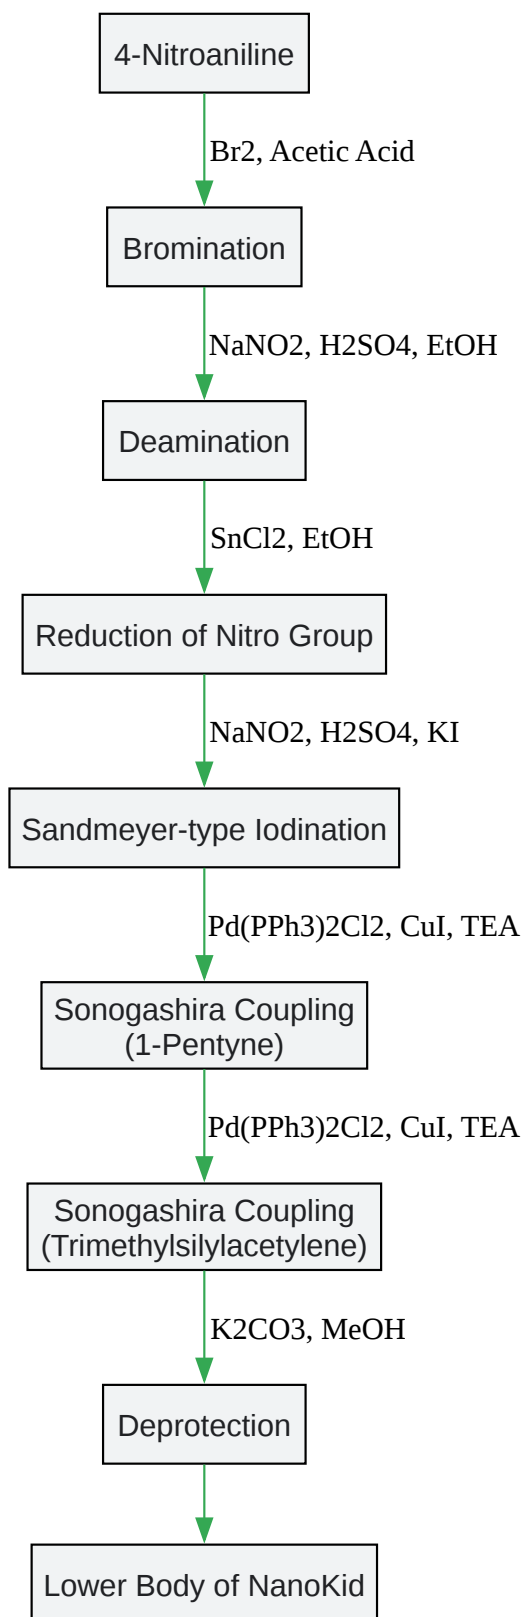 4-Nitroaniline
Br2, Acetic Acid
Bromination
NaNO2, H2SO4, EtOH
Deamination
SnCl2, EtOH
Reduction of Nitro Group
NaNO2, H2SO4, KI
Sandmeyer-type Iodination
Pd(PPh3)2Cl2, CuI, TEA
Sonogashira Coupling
(1-Pentyne)
Pd(PPh3)2Cl2, CuI, TEA
Sonogashira Coupling
(Trimethylsilylacetylene)
K2CO3, MeOH
Deprotection
Lower Body of NanoKid